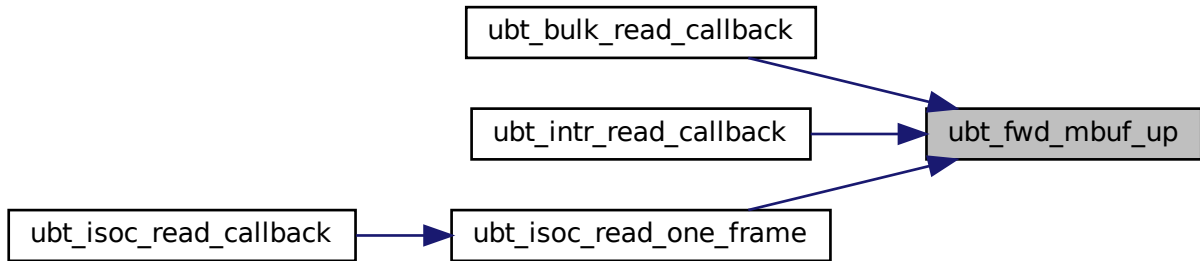 ubt_bulk_read_callback
ubt_intr_read_callback
ubt_fwd_mbuf_up
ubt_isoc_read_callback
ubt_isoc_read_one_frame